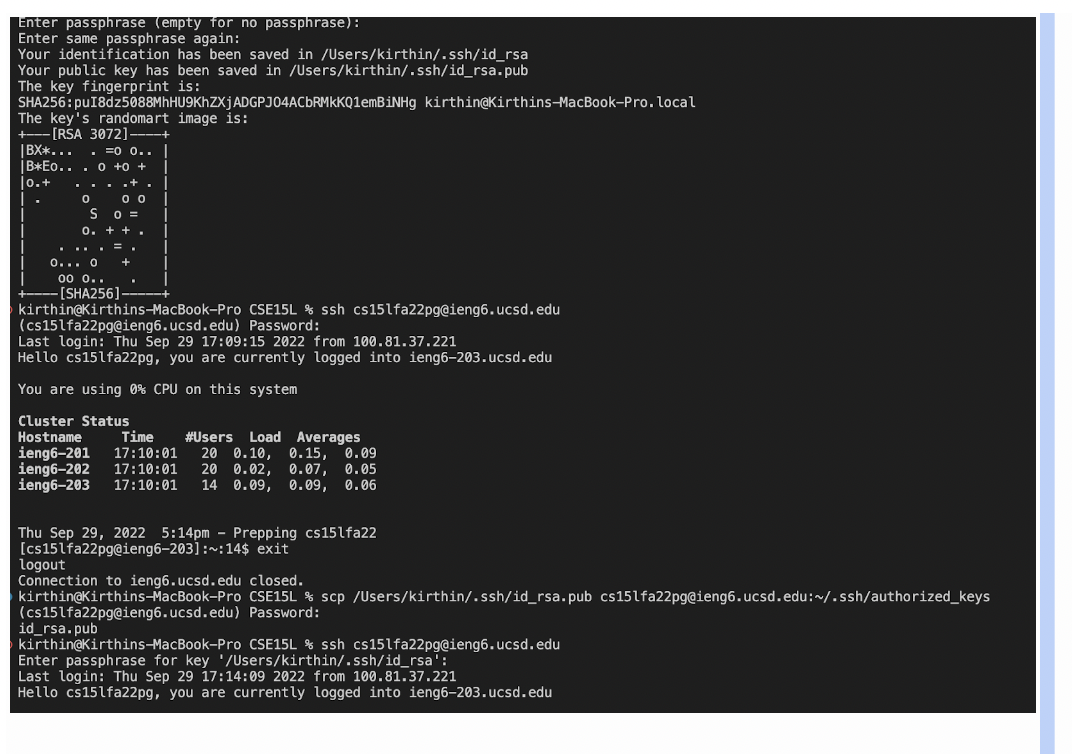 Enter passphrase (empty for no passphrase):
Enter same passphrase again:
Your identification has been saved in /Users/kirthin/.ssh/id_rsa
Your public key has been saved in /Users/kirthin/.ssh/id_rsa.pub
The key fingerprint is:
SHA256:puI8dz5088MhHU9KhZXjADGPJO4ACbRMkKQ1emBiNHg kirthin@Kirthins-MacBook-Pro.local
The key's randomart image is:
+---[RSA 3072]----+
|BX*...  . =o o.. |
|B*Eo.. . o +o +  |
|o.+   . . . .+ . |
| .     o    o o  |
|        S  o =   |
|       o. + + .  |
|    . .. . = .   |
|   o... o   +    |
|    oo o..   .   |
+----[SHA256]-----+
kirthin@Kirthins-MacBook-Pro CSE15L % ssh cs15lfa22pg@ieng6.ucsd.edu
(cs15lfa22pg@ieng6.ucsd.edu) Password:
Last login: Thu Sep 29 17:09:15 2022 from 100.81.37.221
Hello cs15lfa22pg, you are currently logged into ieng6-203.ucsd.edu
You are using 0% CPU on this system
Cluster Status
Hostname     Time    #Users  Load  Averages
ieng6-201   17:10:01   20  0.10,  0.15,  0.09
ieng6-202   17:10:01   20  0.02,  0.07,  0.05
ieng6-203   17:10:01   14  0.09,  0.09,  0.06
Thu Sep 29, 2022  5:14pm - Prepping cs15lfa22
[cs15lfa22pg@ieng6-203]:~:14$ exit
logout
Connection to ieng6.ucsd.edu closed.
kirthin@Kirthins-MacBook-Pro CSE15L % scp /Users/kirthin/.ssh/id_rsa.pub cs15lfa22pg@ieng6.ucsd.edu:~/.ssh/authorized_keys
(cs15lfa22pg@ieng6.ucsd.edu) Password:
id_rsa.pub
kirthin@Kirthins-MacBook-Pro CSE15L % ssh cs15lfa22pg@ieng6.ucsd.edu
Enter passphrase for key '/Users/kirthin/.ssh/id_rsa':
Last login: Thu Sep 29 17:14:09 2022 from 100.81.37.221
Hello cs15lfa22pg, you are currently logged into ieng6-203.ucsd.edu